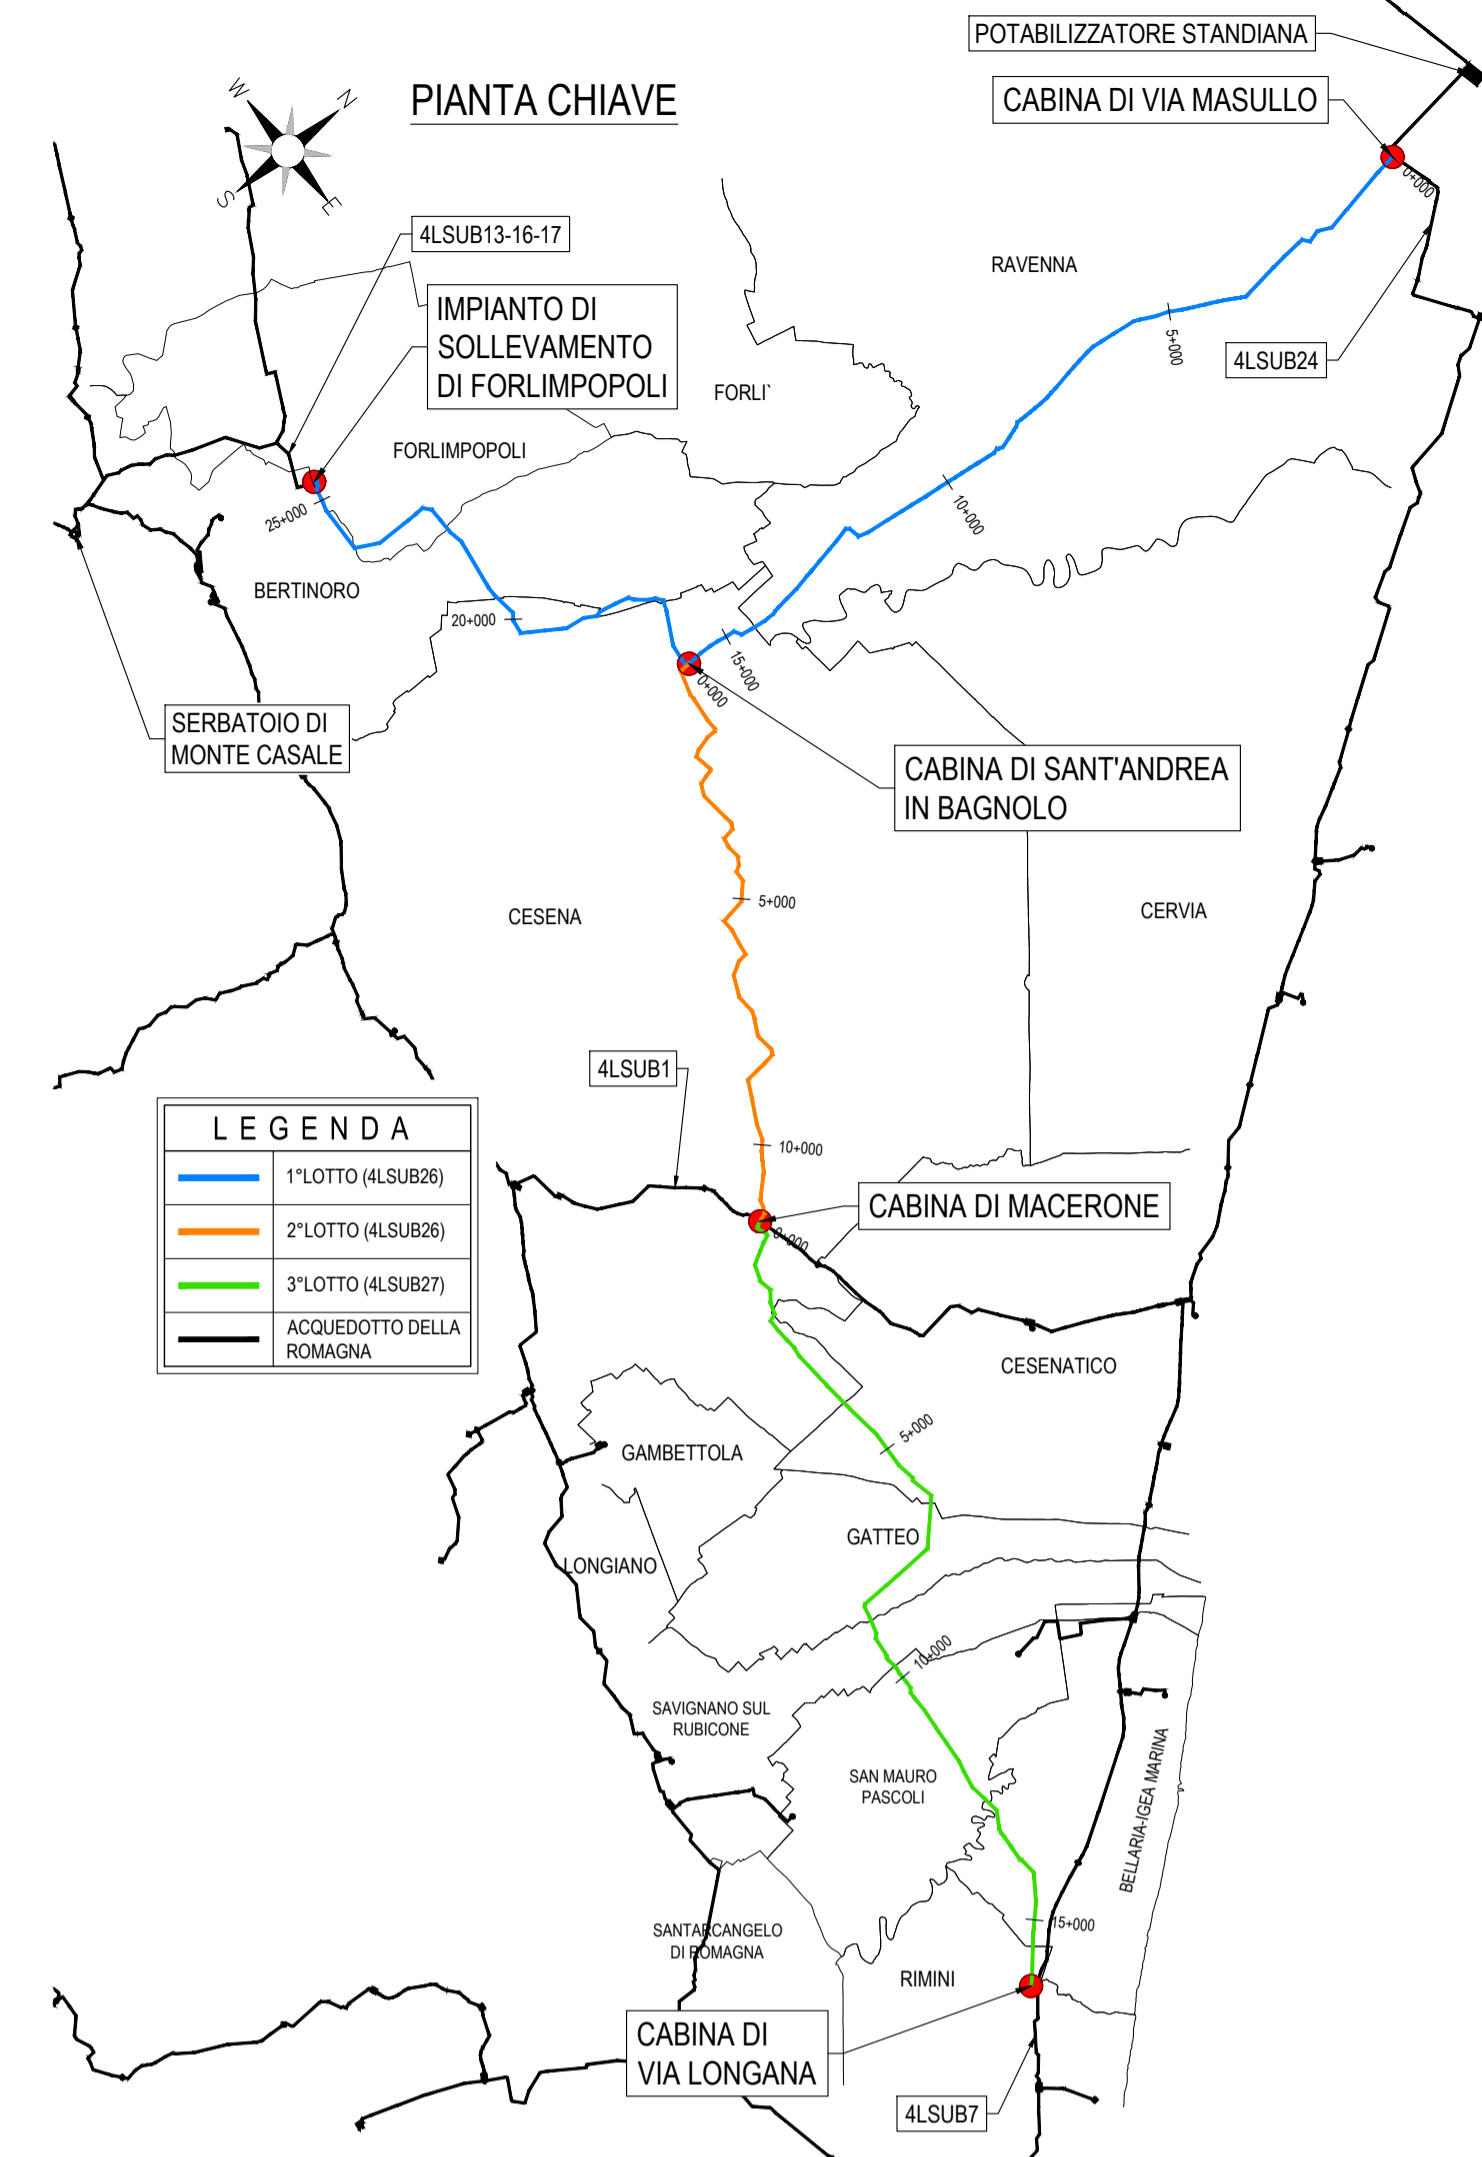 POTABILIZZATORE STANDIANA
PIANTA CHIAVE
CABINA DI VIA MASULLO
W
N
S
E
0+000
4LSUB13-16-17
RAVENNA
IMPIANTO DI
SOLLEVAMENTO
DI FORLIMPOPOLI
5+000
4LSUB24
FORLI`
FORLIMPOPOLI
25+000
10+000
BERTINORO
20+000
15+000
0+000
SERBATOIO DI
MONTE CASALE
CABINA DI SANT'ANDREA
IN BAGNOLO
5+000
CESENA
CERVIA
4LSUB1
LEGENDA
1°LOTTO (4LSUB26)
2°LOTTO (4LSUB26)
3°LOTTO (4LSUB27)
ACQUEDOTTO DELLA
ROMAGNA
10+000
CABINA DI MACERONE
0+000
CESENATICO
5+000
GAMBETTOLA
GATTEO
LONGIANO
10+000
SAVIGNANO SUL
RUBICONE
SAN MAURO
PASCOLI
BELLARIA-IGEA MARINA
15+000
SANTARCANGELO
DI ROMAGNA
RIMINI
CABINA DI
VIA LONGANA
4LSUB7